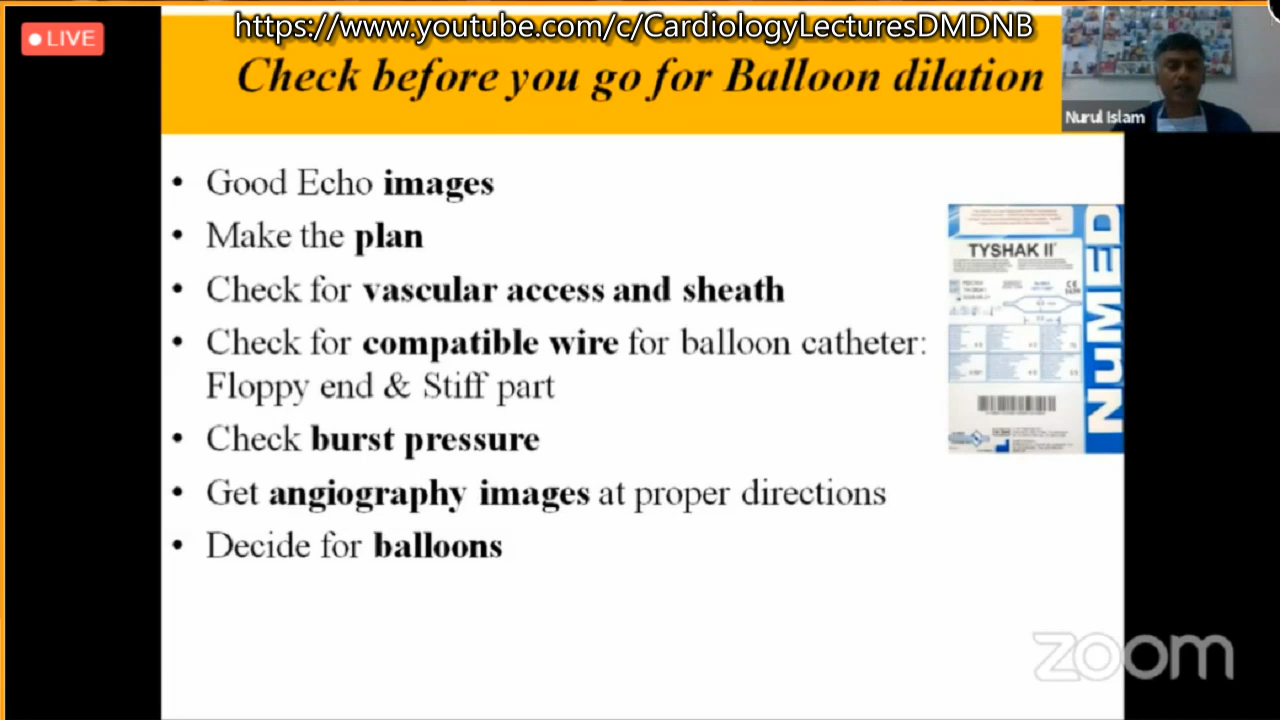 LIVE
https://www.youtube.com/c/CardiologyLecturesDMDNB
Check before you go for Balloon dilation
Nurul Islam
• Good Echo images
• Make the plan
• Check for vascular access and sheath
• Check for compatible wire for balloon catheter:
Floppy end & Stiff part
• Check burst pressure
• Get angiography images at proper directions
• Decide for balloons
TYSHAK II
NuMED
zoom